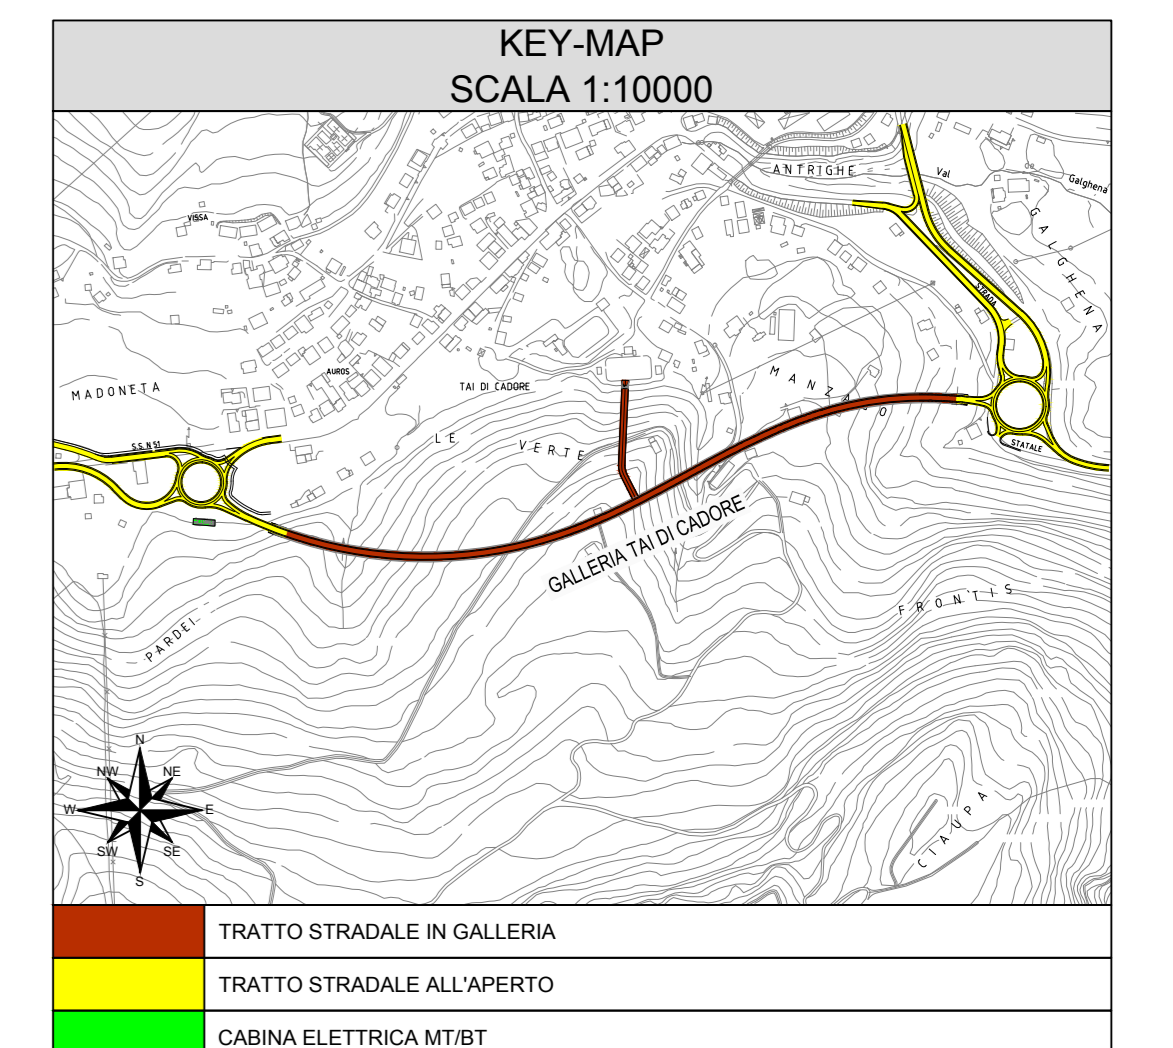 KEY-MAP
SCALA 1:10000
ANTRIGHE
Val
Galghena
GALGHENA
VISSA
STRADA
AUROS
MADONETA
TAI DI CADORE
MANZAGO
LE VERTE
S.S. N 51
STATALE
GALLERIA TAI DI CADORE
FRONTIS
PARDEI
CIAUPA
N
NW NE
W E
SW SE
S
TRATTO STRADALE IN GALLERIA
TRATTO STRADALE ALL'APERTO
CABINA ELETTRICA MT/BT